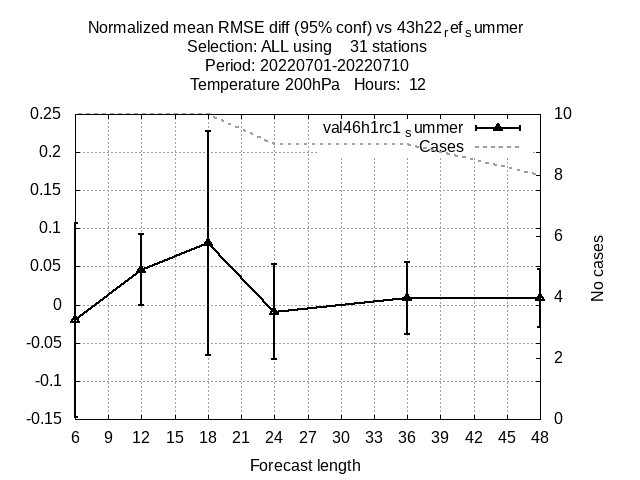 Normalized mean RMSE diff (95% conf) vs 43h22ref summer
Selection: ALL using 31 stations
Period: 20220701-20220710
Temperature 200hPa Hours: 12
0.25
0.2
0.15
0.1
0.05
0
-0.05
-0.1
-0.15
10
8
6
4
2
0
val46h1rc1summer
Cases
No cases
6 9 12 15 18 21 24 27 30 33 36 39 42 45 48
Forecast length